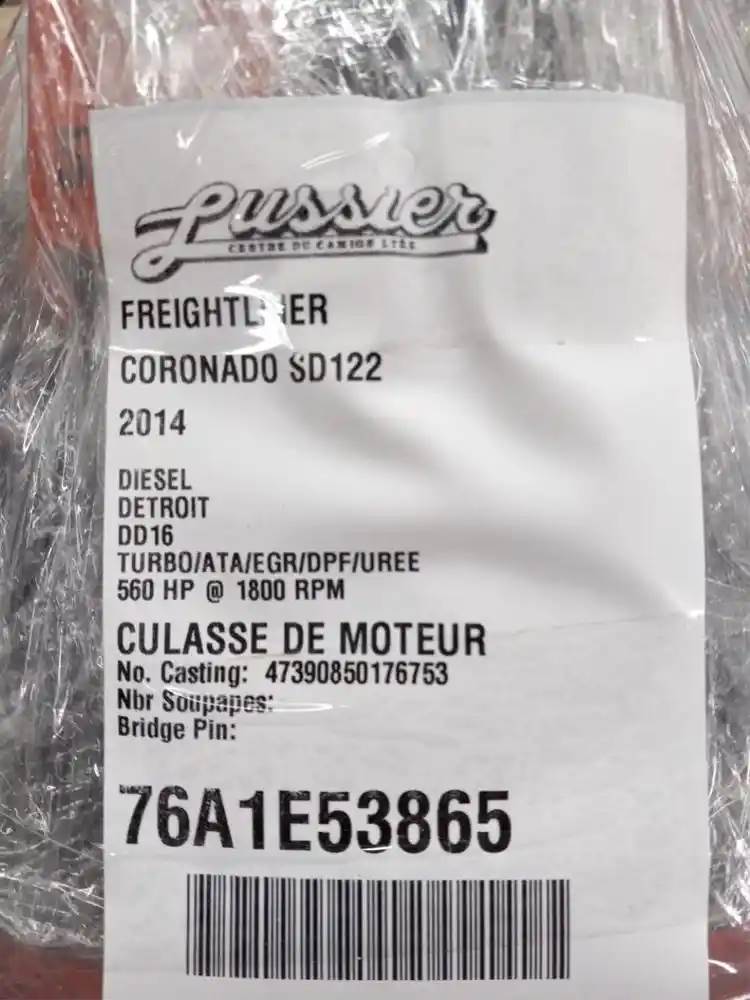 Lussier
CENTRE DU CAMION LTÉE
FREIGHTLINER
CORONADO SD122
2014
DIESEL
DETROIT
DD16
TURBO/ATA/EGR/DPF/UREE
560 HP @ 1800 RPM
CULASSE DE MOTEUR
No. Casting: 47390850176753
Nbr Soupapes:
Bridge Pin:
76A1E53865